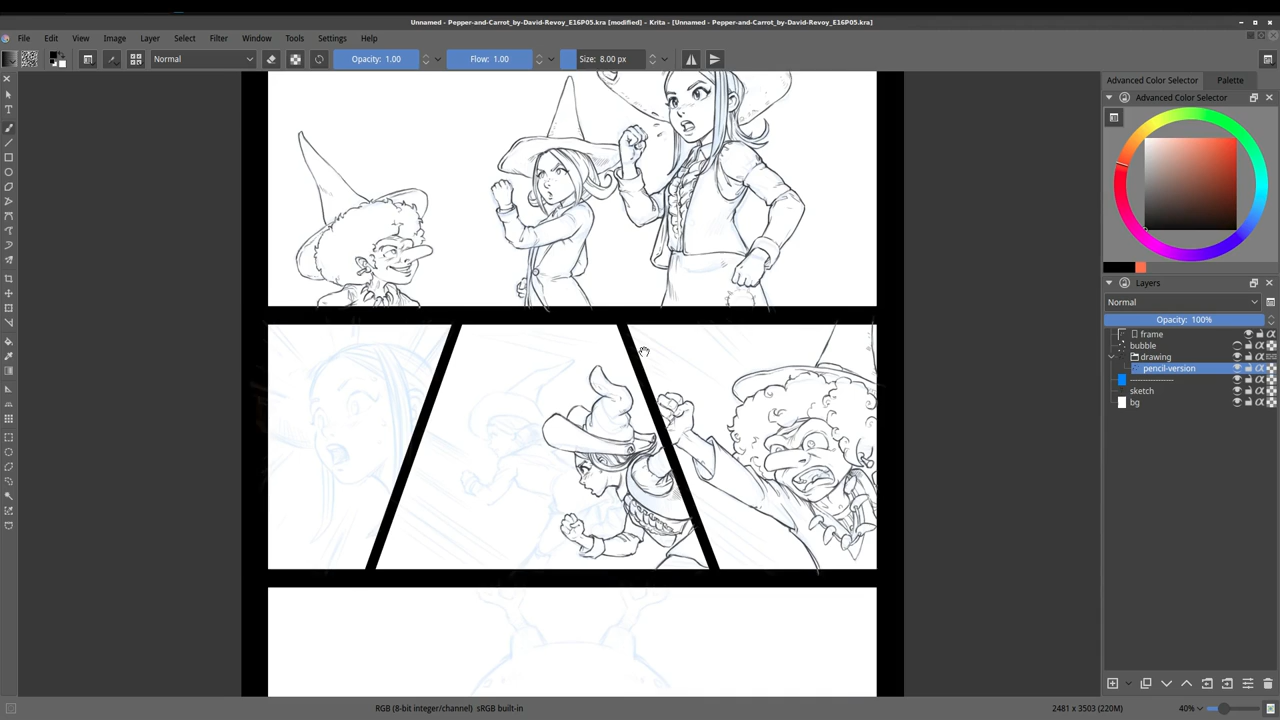 Unnamed - Pepper-and-Carrot_by-David-Revoy_E16P05.kra [modified] - Krita - [Unnamed - Pepper-and-Carrot_by-David-Revoy_E16P05.kra]
File Edit View Image Layer Select Filter Window Tools Settings Help
Normal Opacity: 1.00 Flow: 1.00 Size: 8.00 px
Advanced Color Selector Palette
Advanced Color Selector
Layers
Normal
Opacity: 100%
frame
bubble
drawing
pencil-version
----------------
sketch
bg
RGB (8-bit integer/channel) sRGB built-in 2481 x 3503 (220M) 40%